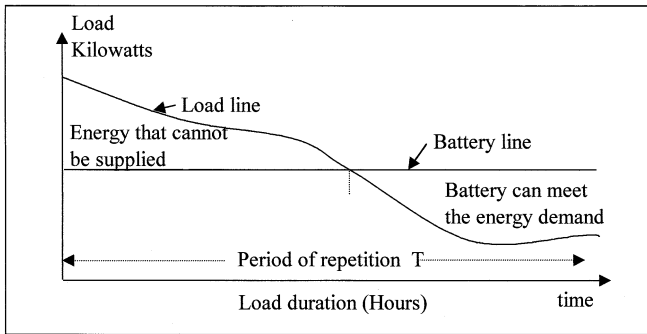 Load
Kilowatts
Load line
Energy that cannot
be supplied
Battery line
Battery can meet
the energy demand
Period of repetition T
Load duration (Hours)
time